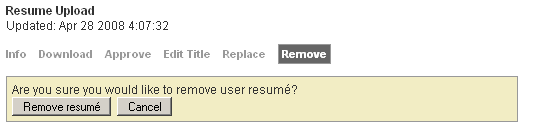 Resume Upload
Updated: Apr 28 2008 4:07:32
Info Download Approve Edit Title Replace Remove
Are you sure you would like to remove user resumé?
Remove resumé Cancel